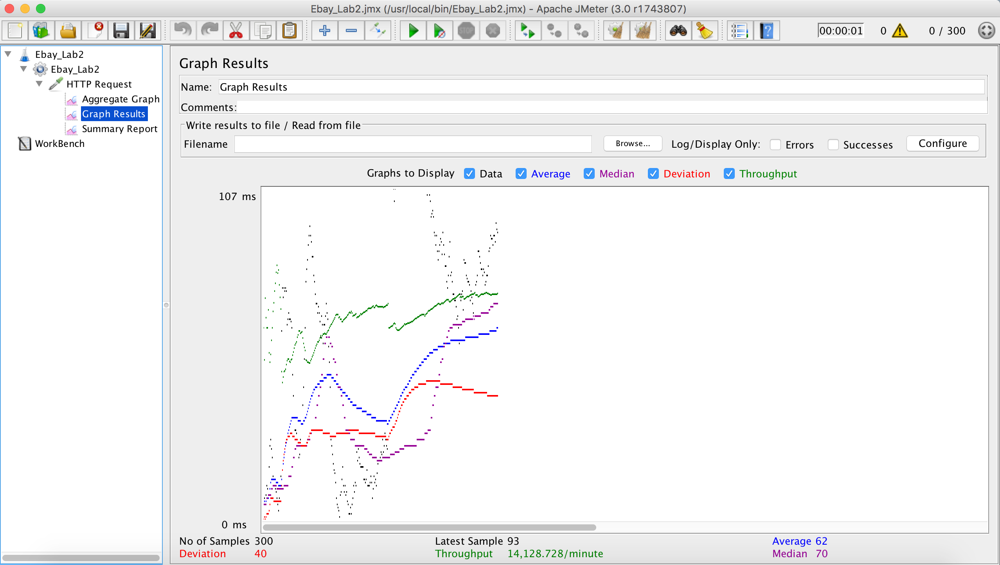 Ebay_Lab2.jmx (/usr/local/bin/Ebay_Lab2.jmx) - Apache JMeter (3.0 r1743807)
STOP
?
00:00:01 0 0 / 300
Ebay_Lab2
Ebay_Lab2
HTTP Request
Aggregate Graph
Graph Results
Summary Report
WorkBench
Graph Results
Name: Graph Results
Comments:
Write results to file / Read from file
Filename Browse... Log/Display Only: Errors Successes Configure
Graphs to Display Data Average Median Deviation Throughput
107 ms
0 ms
No of Samples 300 Latest Sample 93 Average 62
Deviation 40 Throughput 14,128.728/minute Median 70